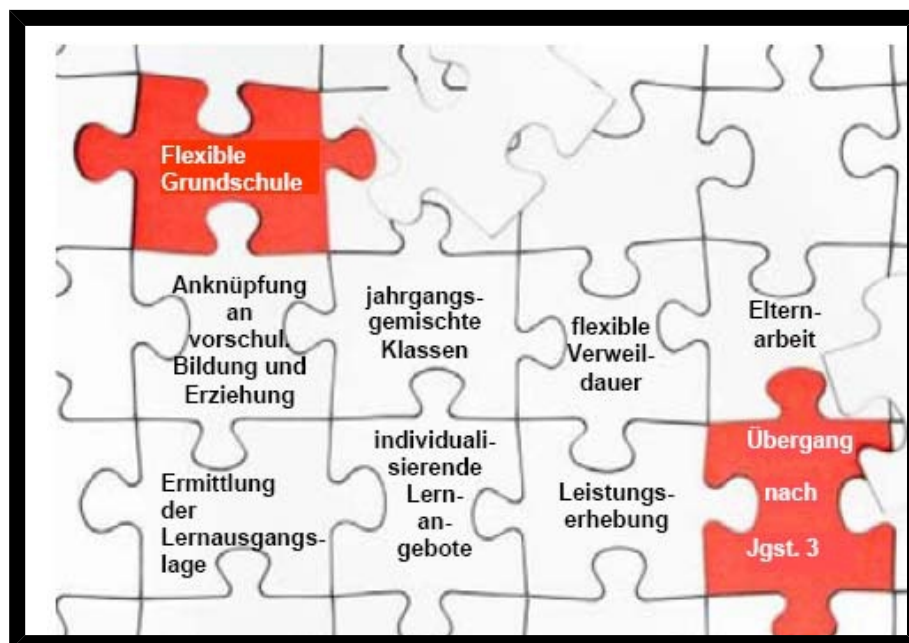 Flexible
Grundschule
Anknüpfung
an
vorschul.
Bildung und
Erziehung
jahrgangs-
gemischte
Klassen
flexible
Verweil-
dauer
Eltern-
arbeit
Ermittlung
der
Lernausgangs-
lage
individuali-
sierende
Lern-
an-
gebote
Leistungs-
erhebung
Übergang
nach
Jgst. 3